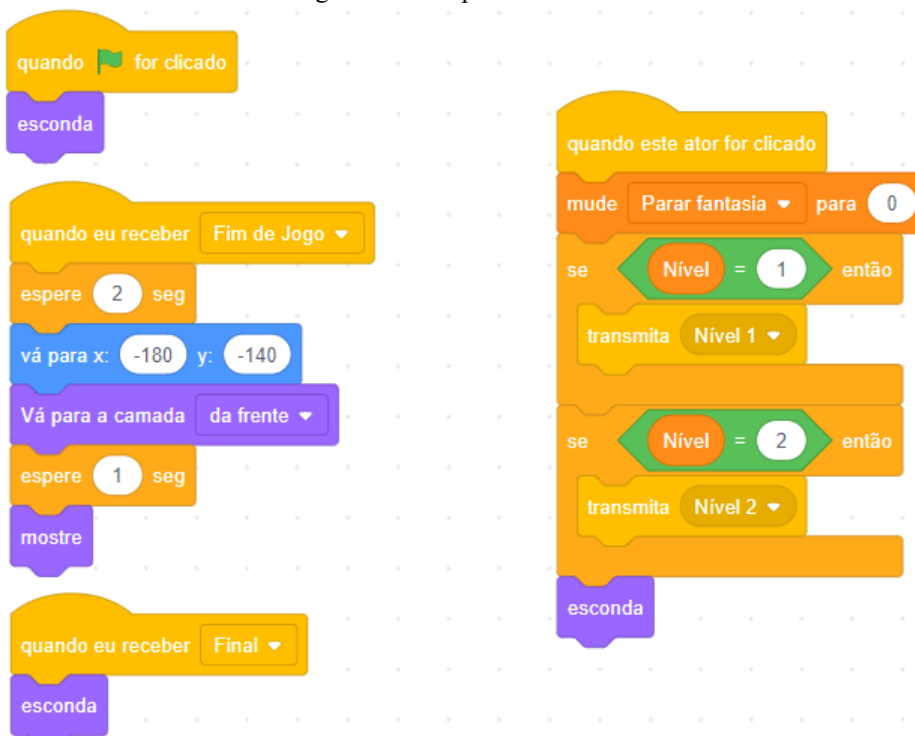 quando for clicado
esconda
quando eu receber Fim de Jogo
espere 2 seg
vá para x: -180 y: -140
Vá para a camada da frente
espere 1 seg
mostre
quando eu receber Final
esconda
quando este ator for clicado
mude Parar fantasia para 0
se Nível = 1 então
transmita Nível 1
se Nível = 2 então
transmita Nível 2
esconda